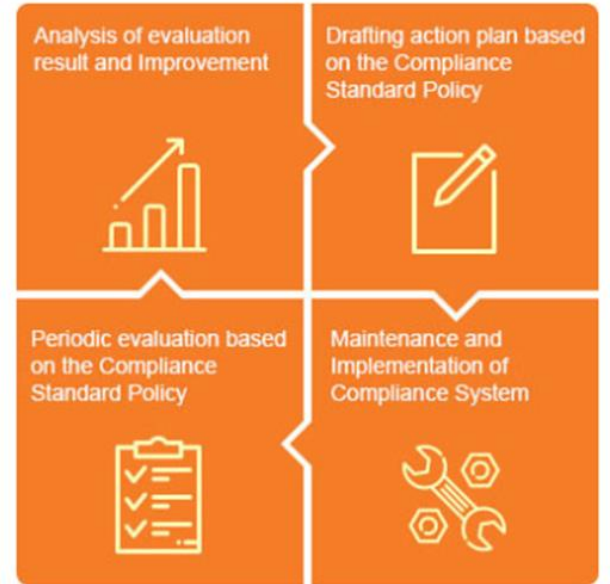 Analysis of evaluation
result and Improvement
Drafting action plan based
on the Compliance
Standard Policy
Periodic evaluation based
on the Compliance
Standard Policy
Maintenance and
Implementation of
Compliance System